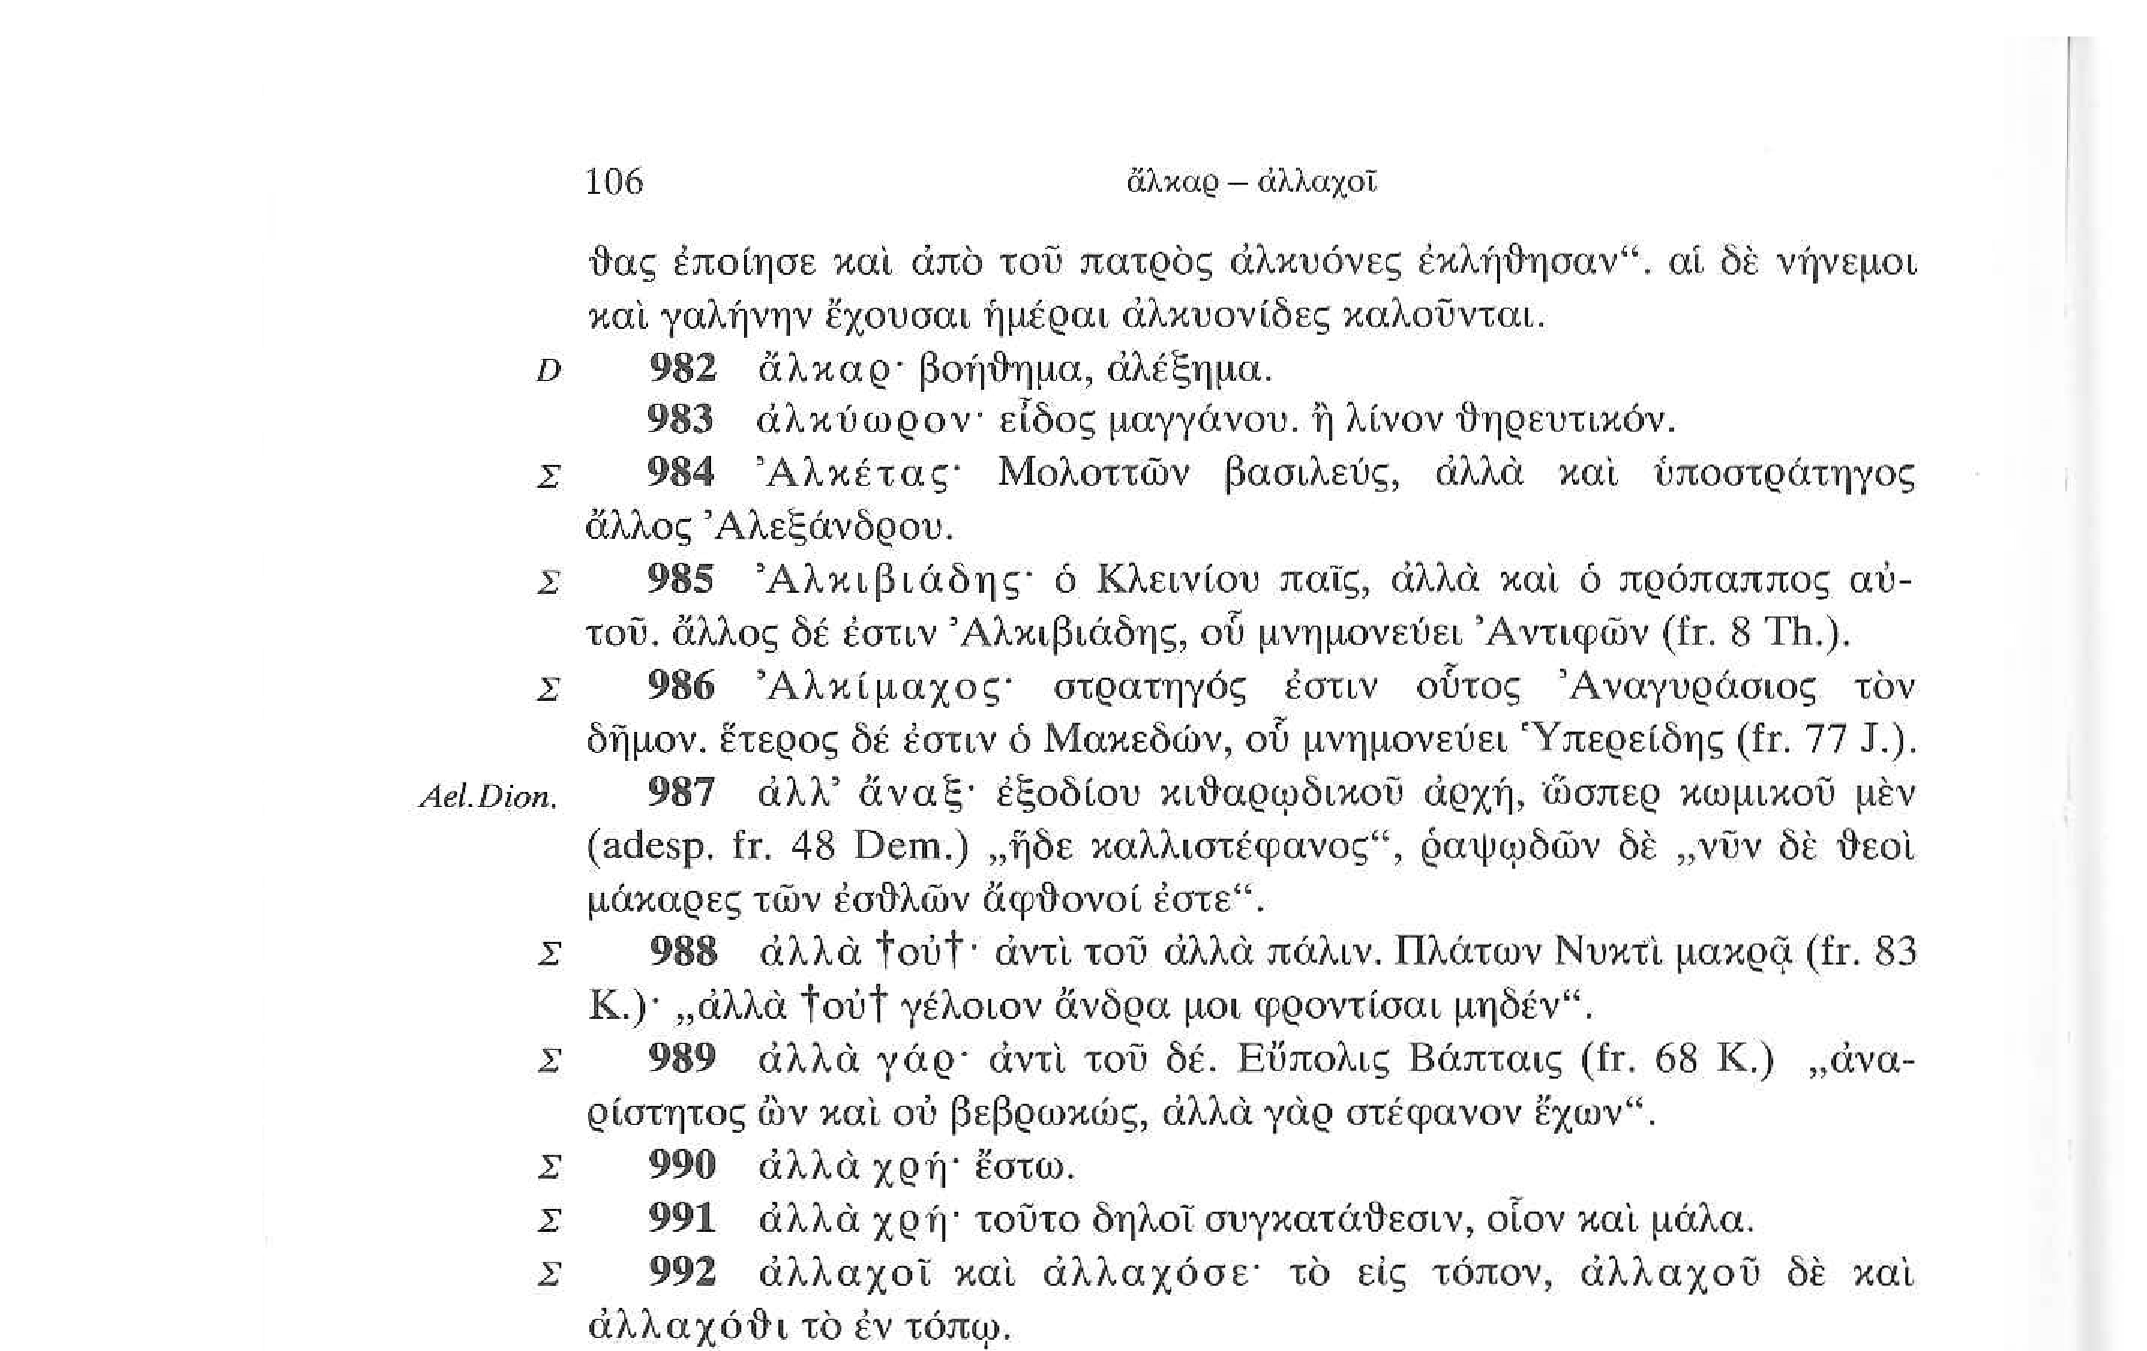 106 ἄλκαρ – ἀλλαχοῖ
θας ἐποίησε καὶ ἀπὸ τοῦ πατρὸς ἀλκυόνες ἐκλήθησαν“. αἱ δὲ νήνεμοι
καὶ γαλήνην ἔχουσαι ἡμέραι ἀλκυονίδες καλοῦνται.
D 982 ἄλκαρ· βοήθημα, ἀλέξημα.
983 ἀλκύωρον· εἶδος μαγγάνου. ἢ λίνον θηρευτικόν.
Σ 984 Ἀλκέτας· Μολοττῶν βασιλεύς, ἀλλὰ καὶ ὑποστράτηγος
ἄλλος Ἀλεξάνδρου.
Σ 985 Ἀλκιβιάδης· ὁ Κλεινίου παῖς, ἀλλὰ καὶ ὁ πρόπαππος αὐ-
τοῦ. ἄλλος δέ ἐστιν Ἀλκιβιάδης, οὗ μνημονεύει Ἀντιφῶν (fr. 8 Th.).
Σ 986 Ἀλκίμαχος· στρατηγός ἐστιν οὗτος Ἀναγυράσιος τὸν
δῆμον. ἕτερος δέ ἐστιν ὁ Μακεδών, οὗ μνημονεύει Ὑπερείδης (fr. 77 J.).
Ael.Dion. 987 ἀλλ’ ἄναξ· ἐξοδίου κιθαρῳδικοῦ ἀρχή, ὥσπερ κωμικοῦ μὲν
(adesp. fr. 48 Dem.) „ἥδε καλλιστέφανος“, ῥαψῳδῶν δὲ „νῦν δὲ θεοὶ
μάκαρες τῶν ἐσθλῶν ἄφθονοί ἐστε“.
Σ 988 ἀλλὰ †οὐ†· ἀντὶ τοῦ ἀλλὰ πάλιν. Πλάτων Νυκτὶ μακρᾷ (fr. 83
K.)· „ἀλλὰ †οὐ† γέλοιον ἄνδρα μοι φροντίσαι μηδέν“.
Σ 989 ἀλλὰ γάρ· ἀντὶ τοῦ δέ. Εὔπολις Βάπταις (fr. 68 K.) „ἀνα-
ρίστητος ὢν καὶ οὐ βεβρωκώς, ἀλλὰ γὰρ στέφανον ἔχων“.
Σ 990 ἀλλὰ χρή· ἔστω.
Σ 991 ἀλλὰ χρή· τοῦτο δηλοῖ συγκατάθεσιν, οἷον καὶ μάλα.
Σ 992 ἀλλαχοῖ καὶ ἀλλαχόσε· τὸ εἰς τόπον, ἀλλαχοῦ δὲ καὶ
ἀλλαχόθι τὸ ἐν τόπῳ.